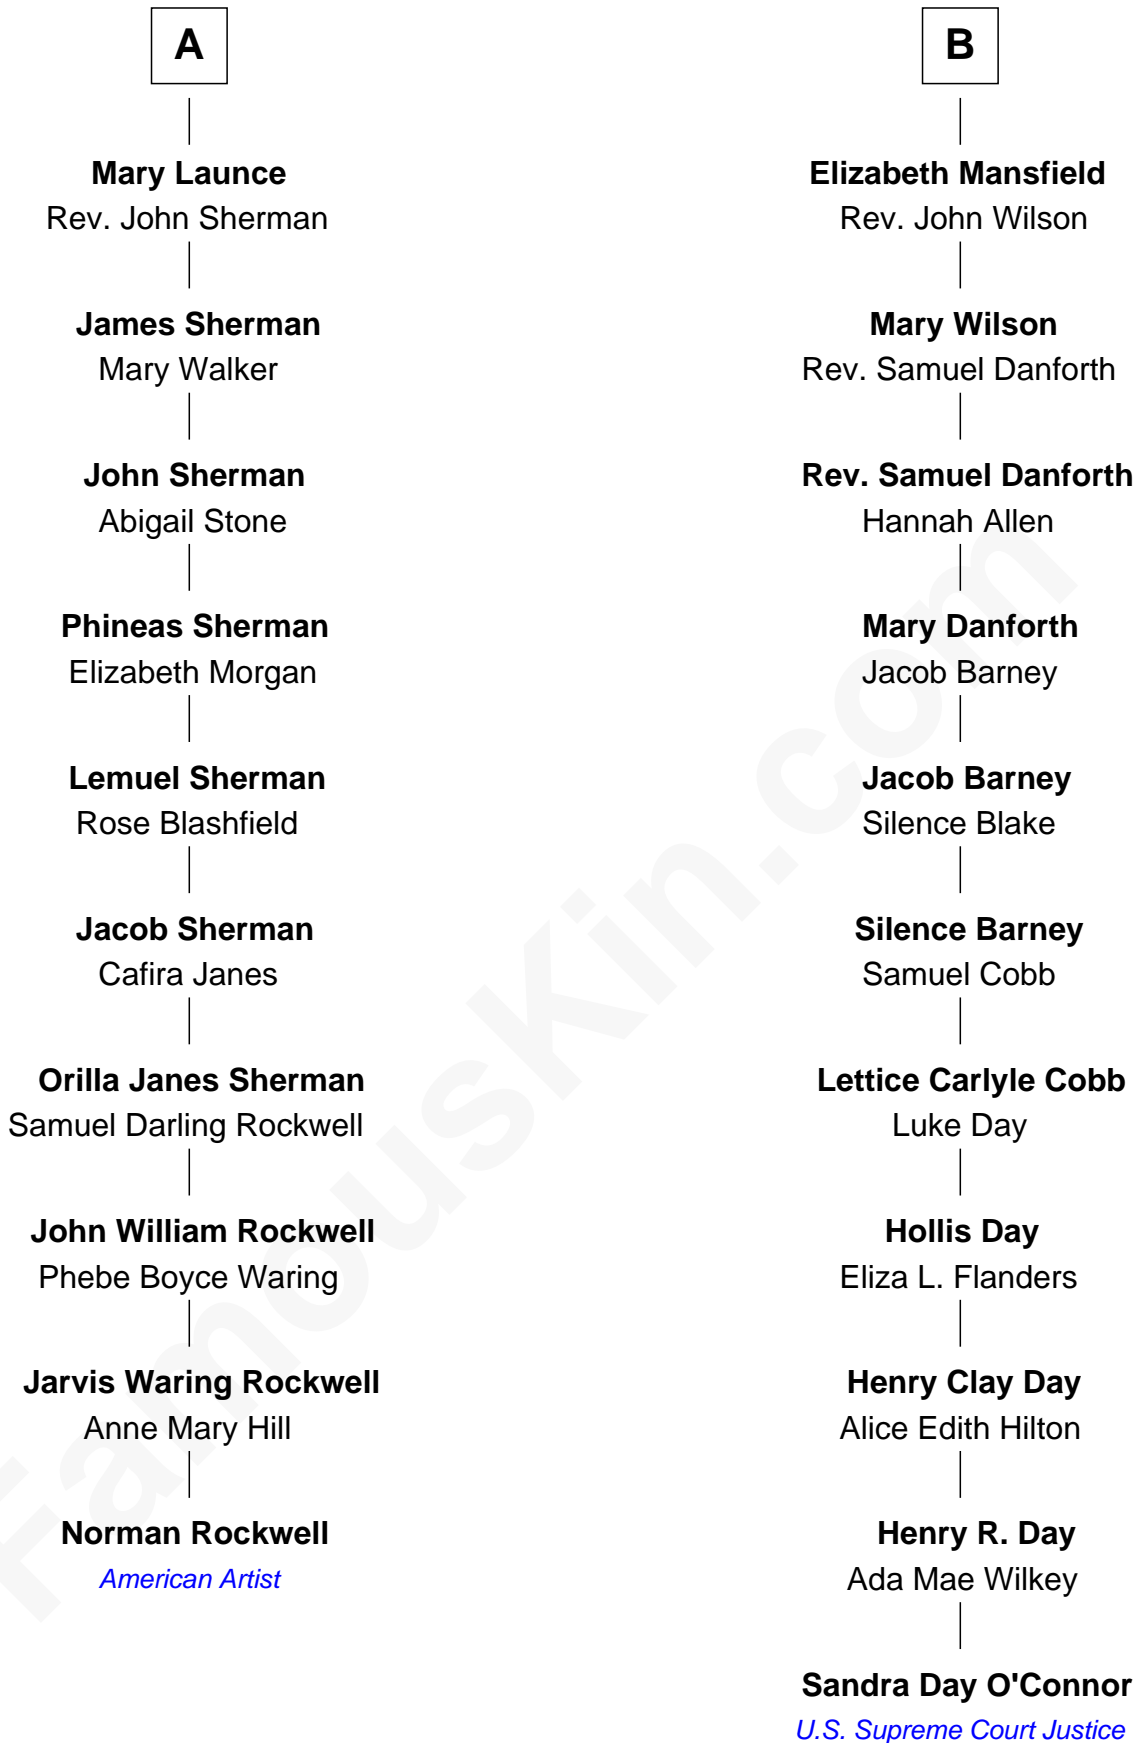 A
Mary Launce
Rev. John Sherman
James Sherman
Mary Walker
John Sherman
Abigail Stone
Phineas Sherman
Elizabeth Morgan
Lemuel Sherman
Rose Blashfield
Jacob Sherman
Cafira Janes
Orilla Janes Sherman
Samuel Darling Rockwell
John William Rockwell
Phebe Boyce Waring
Jarvis Waring Rockwell
Anne Mary Hill
Norman Rockwell
American Artist
B
Elizabeth Mansfield
Rev. John Wilson
Mary Wilson
Rev. Samuel Danforth
Rev. Samuel Danforth
Hannah Allen
Mary Danforth
Jacob Barney
Jacob Barney
Silence Blake
Silence Barney
Samuel Cobb
Lettice Carlyle Cobb
Luke Day
Hollis Day
Eliza L. Flanders
Henry Clay Day
Alice Edith Hilton
Henry R. Day
Ada Mae Wilkey
Sandra Day O'Connor
U.S. Supreme Court Justice
FamousKin.com